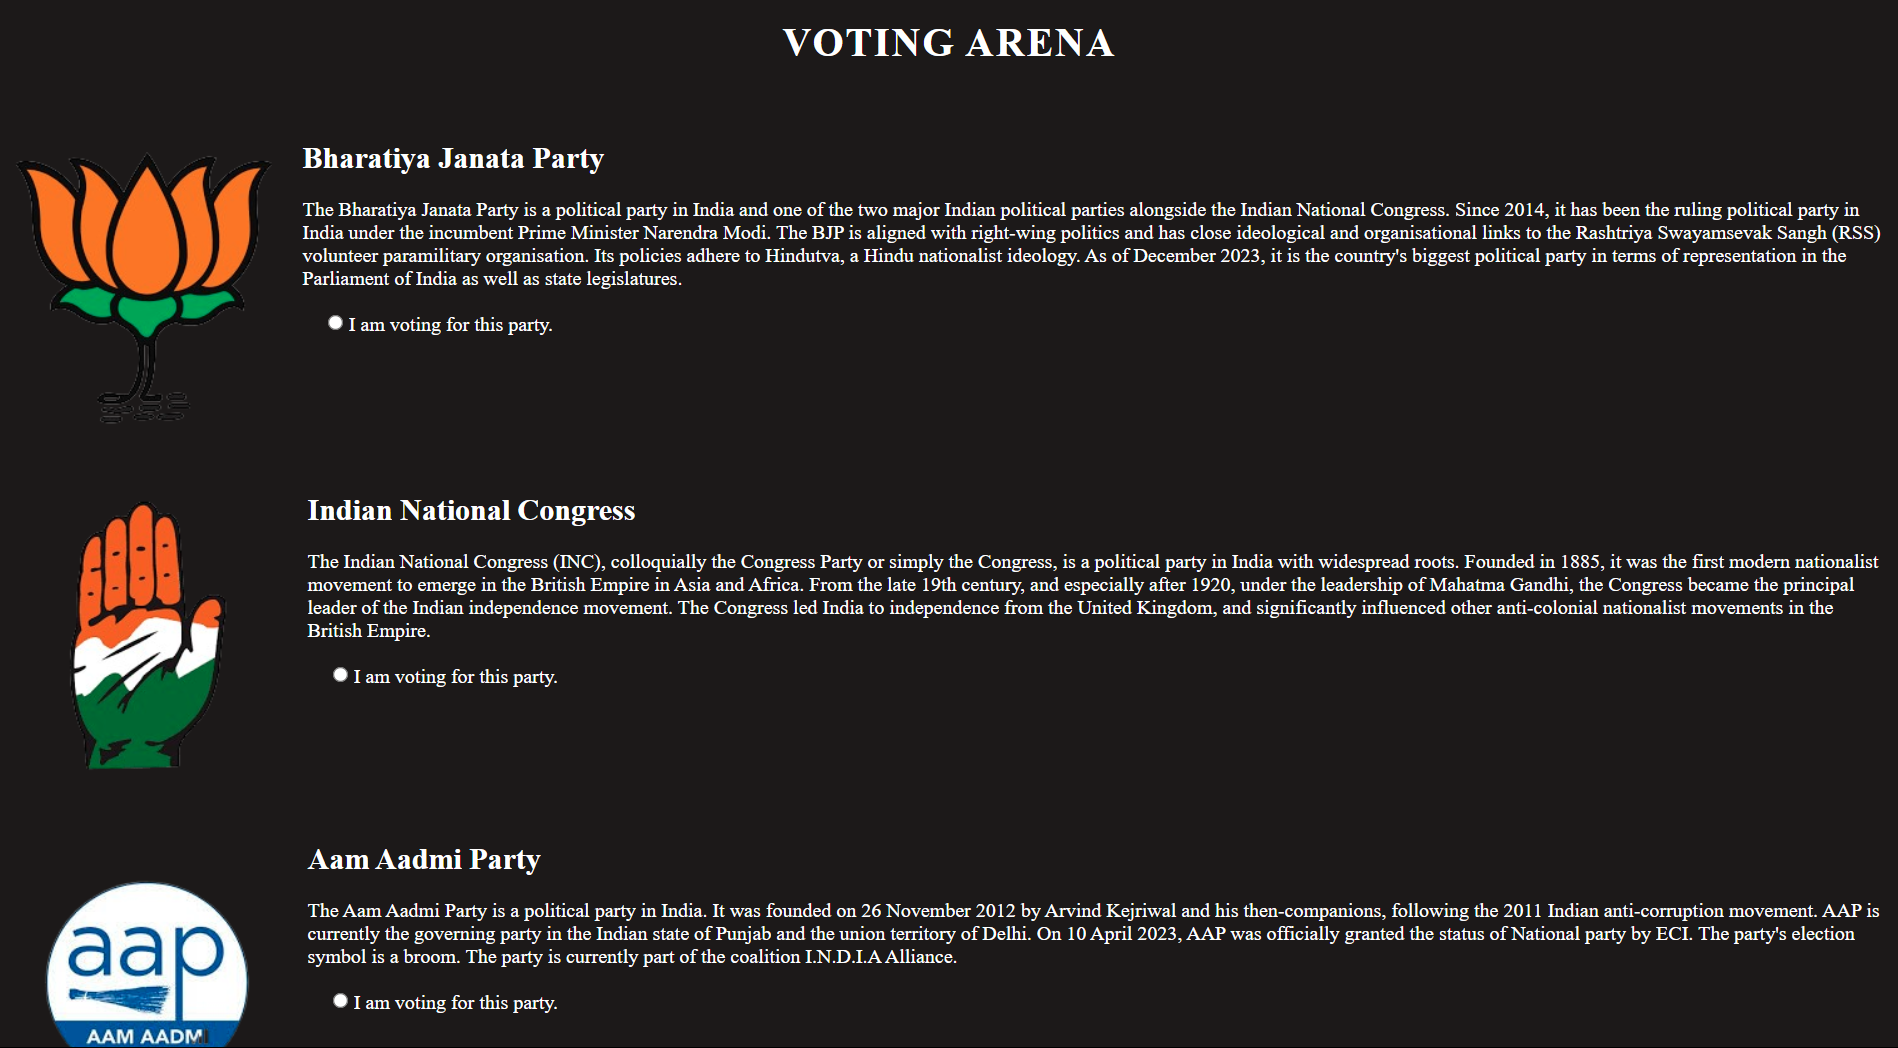 VOTING ARENA
Bharatiya Janata Party
The Bharatiya Janata Party is a political party in India and one of the two major Indian political parties alongside the Indian National Congress. Since 2014, it has been the ruling political party in
India under the incumbent Prime Minister Narendra Modi. The BJP is aligned with right-wing politics and has close ideological and organisational links to the Rashtriya Swayamsevak Sangh (RSS)
volunteer paramilitary organisation. Its policies adhere to Hindutva, a Hindu nationalist ideology. As of December 2023, it is the country's biggest political party in terms of representation in the
Parliament of India as well as state legislatures.
I am voting for this party.
Indian National Congress
The Indian National Congress (INC), colloquially the Congress Party or simply the Congress, is a political party in India with widespread roots. Founded in 1885, it was the first modern nationalist
movement to emerge in the British Empire in Asia and Africa. From the late 19th century, and especially after 1920, under the leadership of Mahatma Gandhi, the Congress became the principal
leader of the Indian independence movement. The Congress led India to independence from the United Kingdom, and significantly influenced other anti-colonial nationalist movements in the
British Empire.
I am voting for this party.
Aam Aadmi Party
The Aam Aadmi Party is a political party in India. It was founded on 26 November 2012 by Arvind Kejriwal and his then-companions, following the 2011 Indian anti-corruption movement. AAP is
currently the governing party in the Indian state of Punjab and the union territory of Delhi. On 10 April 2023, AAP was officially granted the status of National party by ECI. The party's election
symbol is a broom. The party is currently part of the coalition I.N.D.I.A Alliance.
I am voting for this party.
aap
AAM AADMI